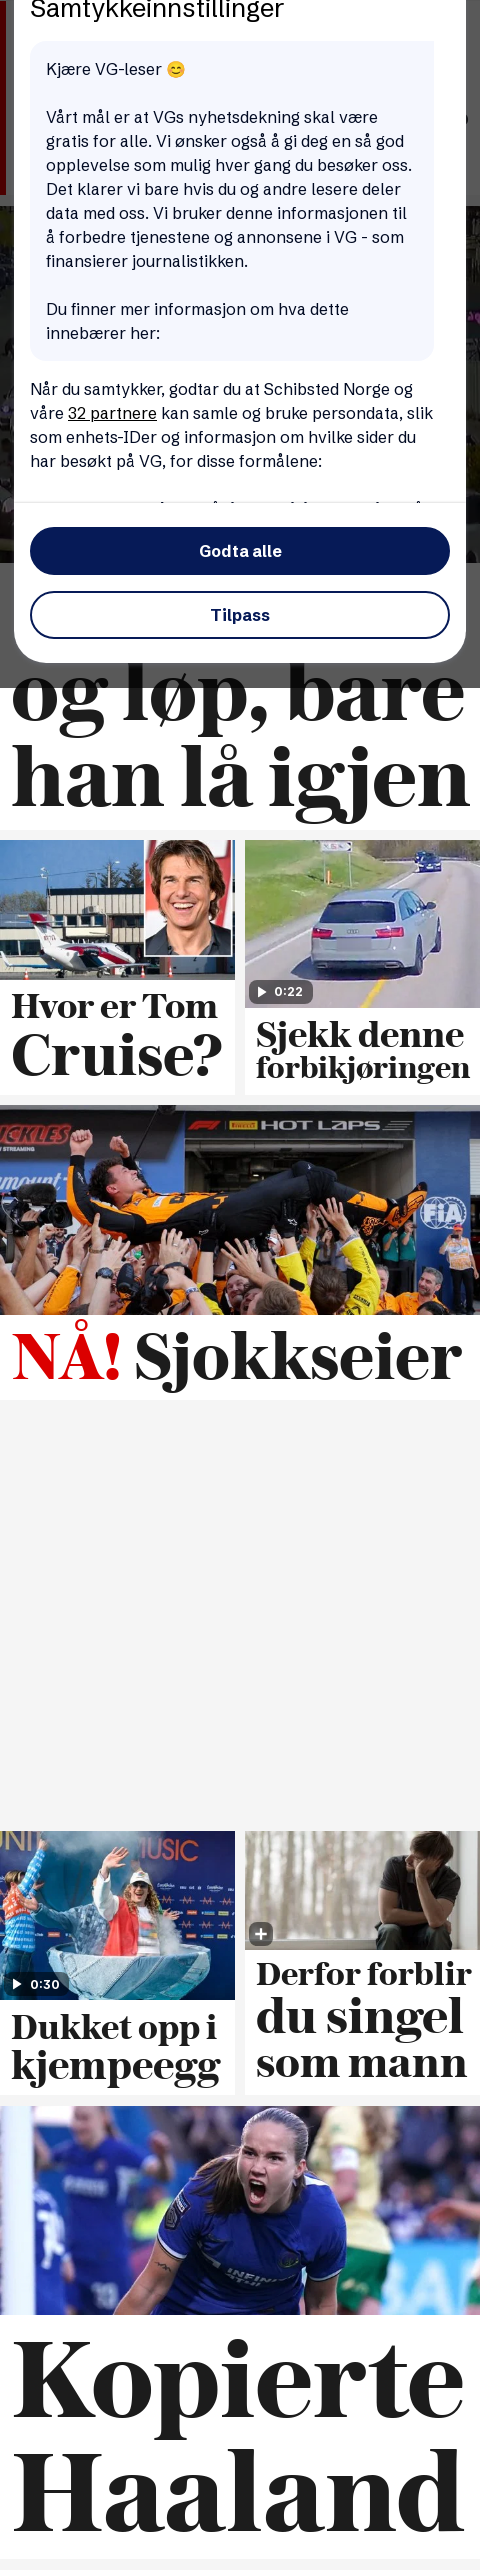 Samtykkeinnstillinger
Kjære VG-leser 😊
Vårt mål er at VGs nyhetsdekning skal være
gratis for alle. Vi ønsker også å gi deg en så god
opplevelse som mulig hver gang du besøker oss.
Det klarer vi bare hvis du og andre lesere deler
data med oss. Vi bruker denne informasjonen til
å forbedre tjenestene og annonsene i VG - som
finansierer journalistikken.
Du finner mer informasjon om hva dette
innebærer her:
Når du samtykker, godtar du at Schibsted Norge og
våre 32 partnere kan samle og bruke persondata, slik
som enhets-IDer og informasjon om hvilke sider du
har besøkt på VG, for disse formålene:
Godta alle
Tilpass
og løp, bare
han lå igjen
0:22
Hvor er Tom
Cruise?
Sjekk denne
forbikjøringen
HOT LAPS
FiA
NÅ! Sjokkseier
MUSIC
0:30
Dukket opp i
kjempeegg
Derfor forblir
du singel
som mann
Kopierte
Haaland